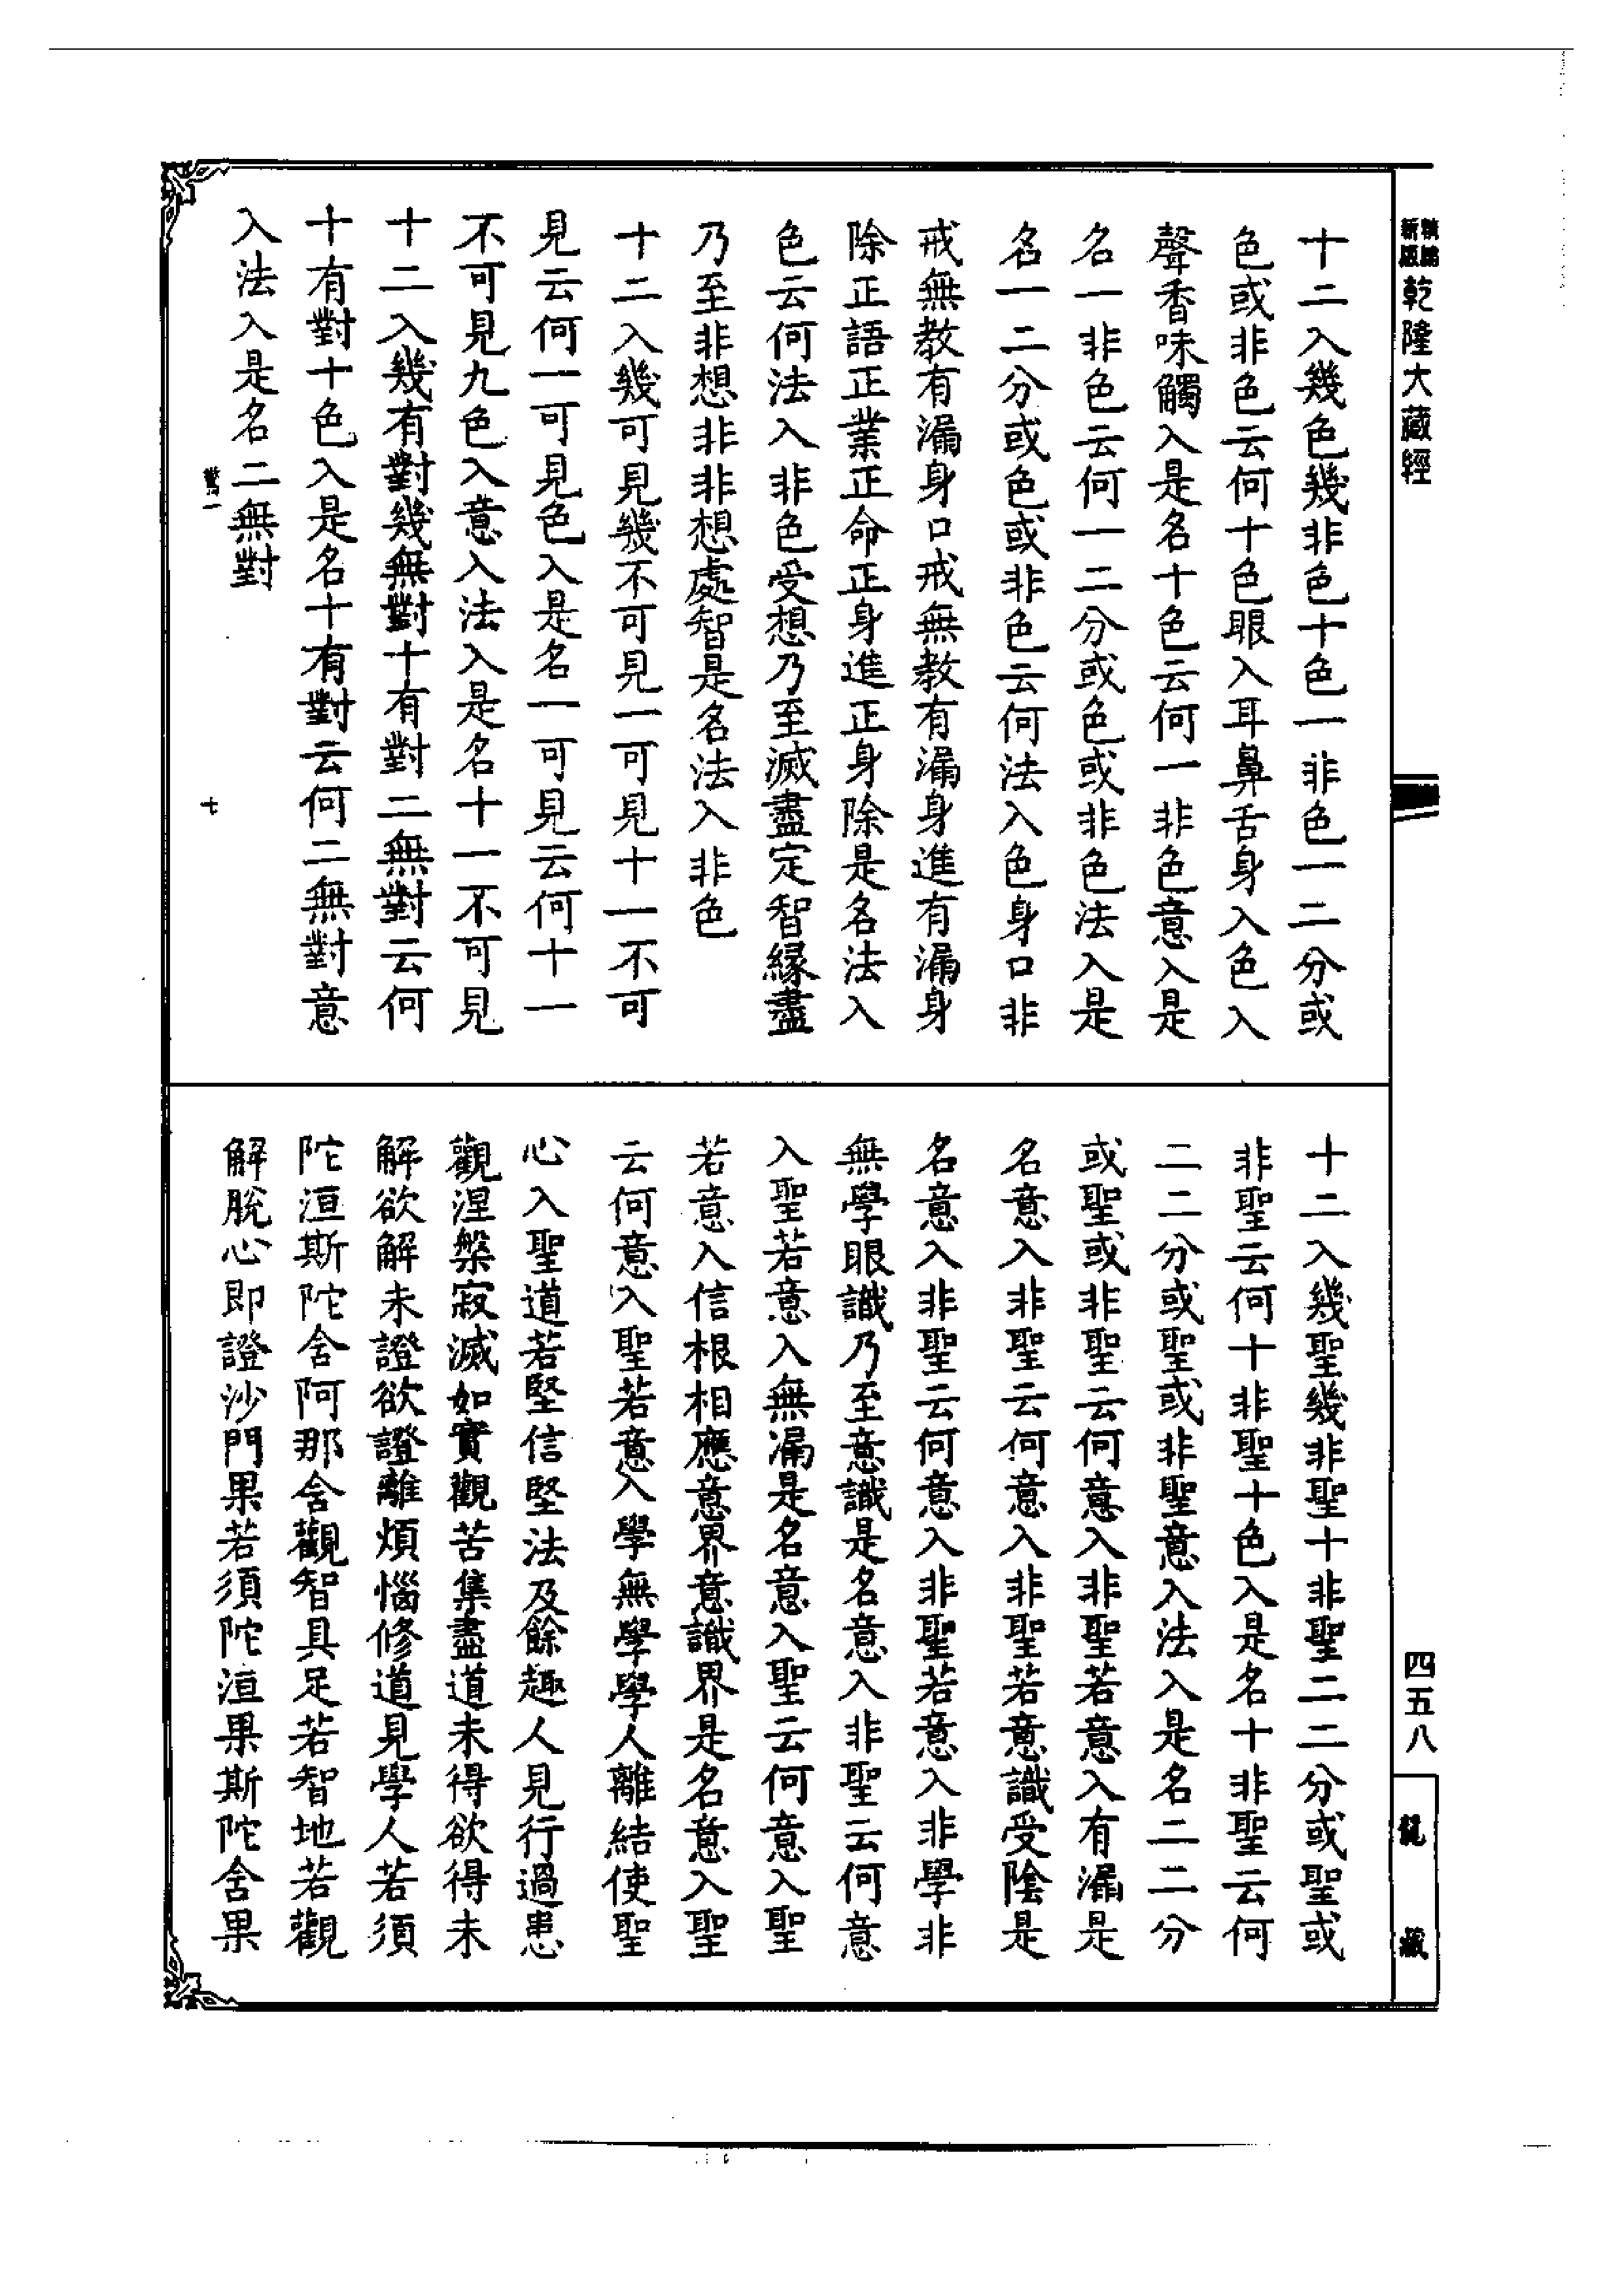 乾隆大藏經
十二入幾色幾非色十色一非色一二分或
色或非色云何十色眼入耳鼻舌身入色入
聲香味觸入是名十色云何一非色意入是
名一非色云何一二分或色或非色法入是
名一二分或色或非色云何法入色身口非
戒無教有漏身口戒無教有漏身進有漏身
除正語正業正命正身進正身除是名法入
色云何法入非色受想乃至滅盡定智緣盡
乃至非想非非想處智是名法入非色
十二入幾可見幾不可見一可見十一不可
見云何一可見色入是名一可見云何十一
不可見九色入意入法入是名十一不可見
十二入幾有對幾無對十有對二無對云何
十有對十色入是名十有對云何二無對意
入法入是名二無對
七
十二入幾聖幾非聖十非聖二二分或聖或
非聖云何十非聖十色入是名十非聖云何
二二分或聖或非聖意入法入是名二二分
或聖或非聖云何意入非聖若意入有漏是
名意入非聖云何意入非聖若意識受陰是
名意入非聖云何意入非聖若意入非學非
無學眼識乃至意識是名意入非聖云何意
入聖若意入無漏是名意入聖云何意入聖
若意入信根相應意界意識界是名意入聖
云何意入聖若意入學無學學人離結使聖
心入聖道若堅信堅法及餘趣人見行過患
觀涅槃寂滅如實觀苦集盡道未得欲得未
解欲解未證欲證離煩惱修道見學人若須
陀洹斯陀含阿那含觀智具足若智地若觀
解脫心即證沙門果若須陀洹果斯陀含果
四五八
藏